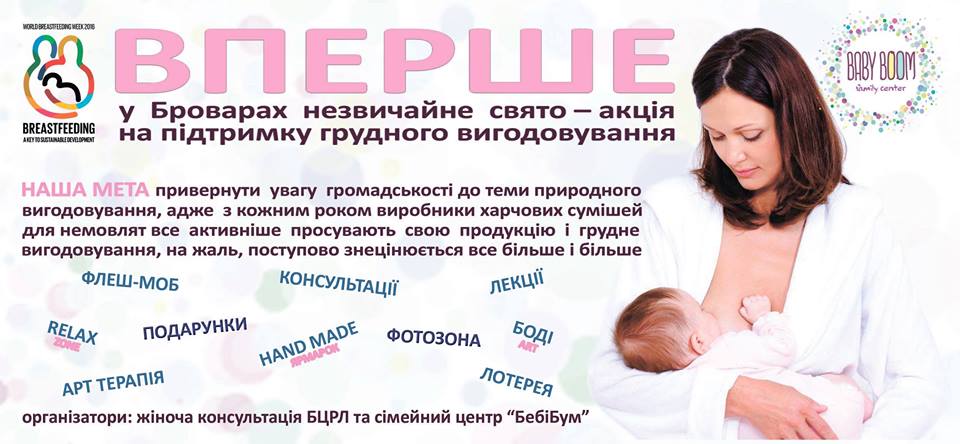 WORLD BREASTFEEDING WEEK 2016
BREASTFEEDING
A KEY TO SUSTAINABLE DEVELOPMENT
ВПЕРШЕ
у Броварах незвичайне свято – акція
на підтримку грудного вигодовування
BABY BOOM
family center
НАША МЕТА привернути увагу громадськості до теми природного
вигодовування, адже з кожним роком виробники харчових сумішей
для немовлят все активніше просувають свою продукцію і грудне
вигодовування, на жаль, поступово знецінюється все більше і більше
ФЛЕШ-МОБ
КОНСУЛЬТАЦІЇ
ЛЕКЦІЇ
RELAX
ZONE
ПОДАРУНКИ
HAND MADE
ЯРМАРОК
ФОТОЗОНА
БОДІ
ART
АРТ ТЕРАПІЯ
ЛОТЕРЕЯ
організатори: жіноча консультація БЦРЛ та сімейний центр “БебіБум”